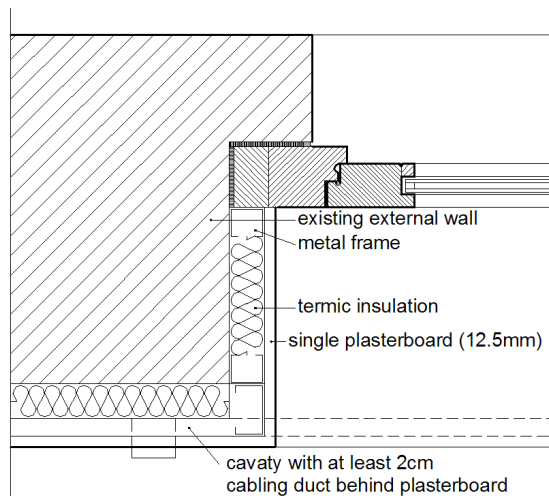 existing external wall
metal frame
termic insulation
single plasterboard (12.5mm)
cavaty with at least 2cm
cabling duct behind plasterboard